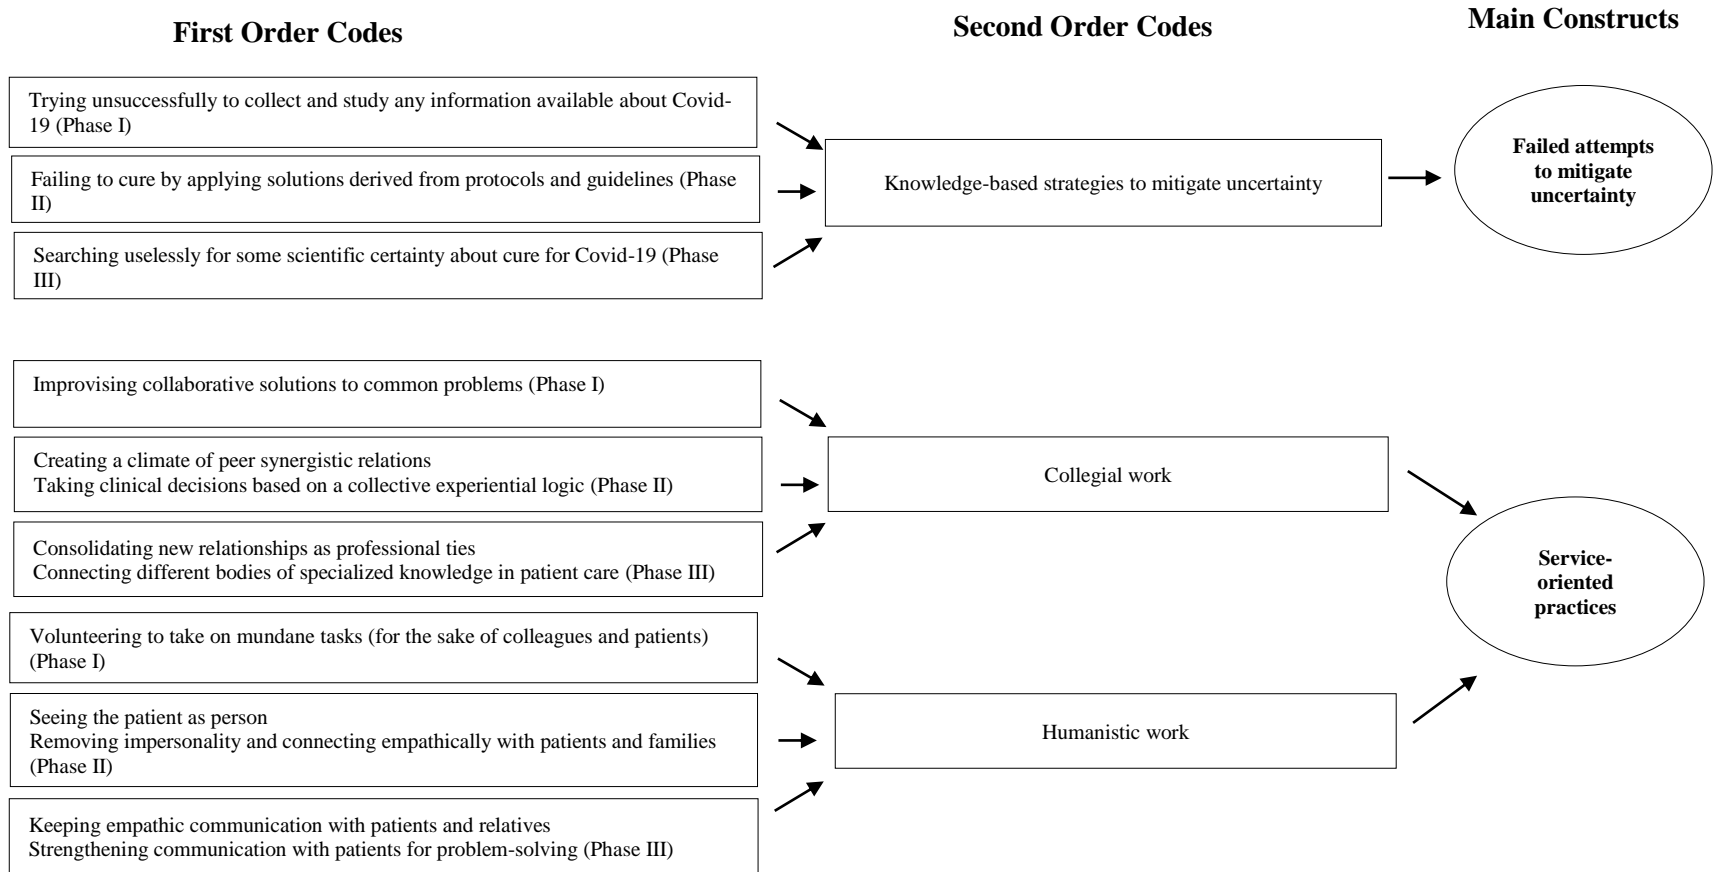 First Order Codes
Second Order Codes
Main Constructs
Trying unsuccessfully to collect and study any information available about Covid-
19 (Phase I)
Failing to cure by applying solutions derived from protocols and guidelines (Phase
II)
Searching uselessly for some scientific certainty about cure for Covid-19 (Phase
III)
Knowledge-based strategies to mitigate uncertainty
Failed attempts
to mitigate
uncertainty
Improvising collaborative solutions to common problems (Phase I)
Creating a climate of peer synergistic relations
Taking clinical decisions based on a collective experiential logic (Phase II)
Consolidating new relationships as professional ties
Connecting different bodies of specialized knowledge in patient care (Phase III)
Collegial work
Volunteering to take on mundane tasks (for the sake of colleagues and patients)
(Phase I)
Seeing the patient as person
Removing impersonality and connecting empathically with patients and families
(Phase II)
Keeping empathic communication with patients and relatives
Strengthening communication with patients for problem-solving (Phase III)
Humanistic work
Service-
oriented
practices